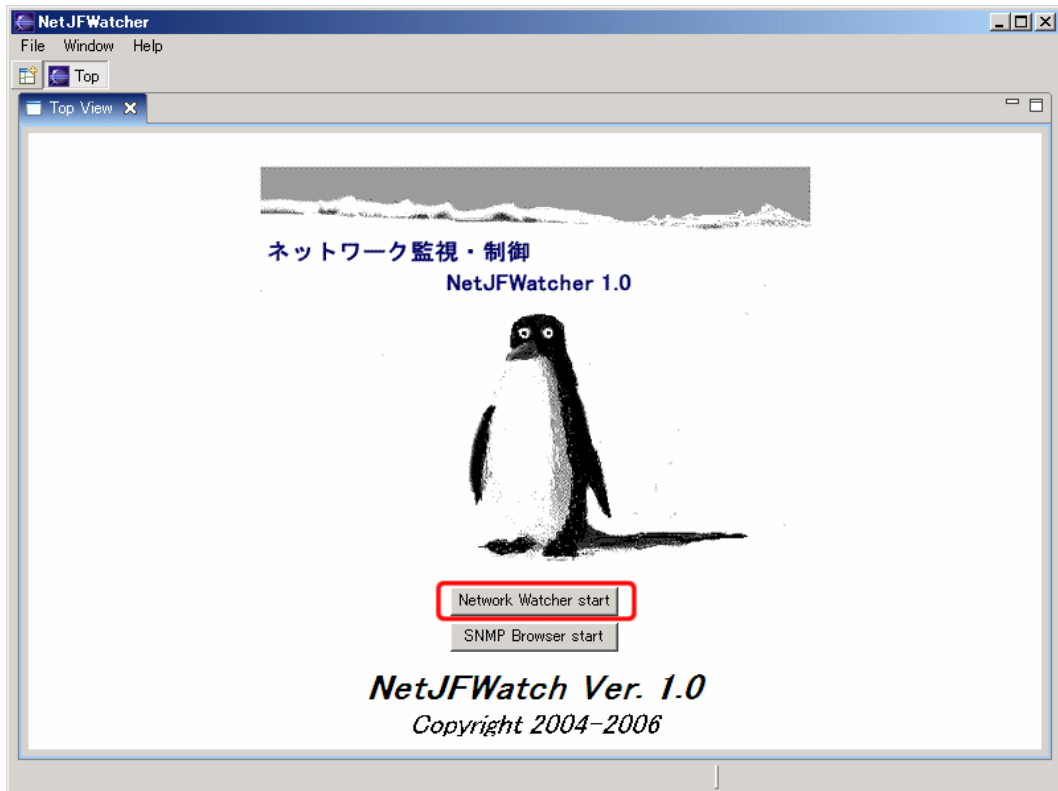 NetJFWatcher
File Window Help
Top
Top View
ネットワーク監視・制御
NetJFWatcher 1.0
Network Watcher start
SNMP Browser start
NetJFWatch Ver. 1.0
Copyright 2004-2006